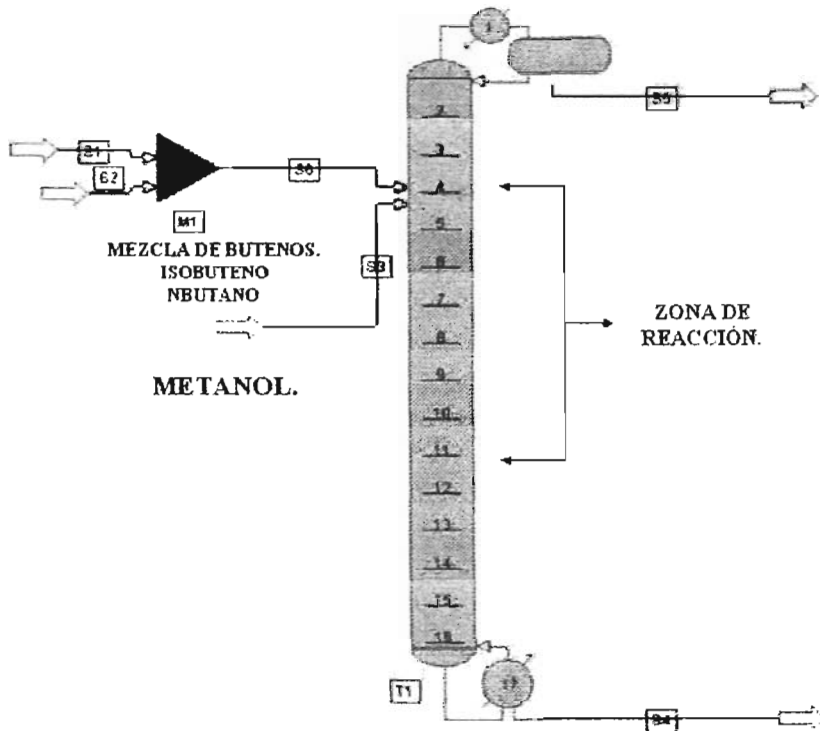 S1
S2
S6
M1
MEZCLA DE BUTENOS.
ISOBUTENO
NBUTANO
S3
METANOL.
1
2
3
4
5
6
7
8
9
10
11
12
13
14
15
16
17
T1
S5
S4
ZONA DE
REACCIÓN.